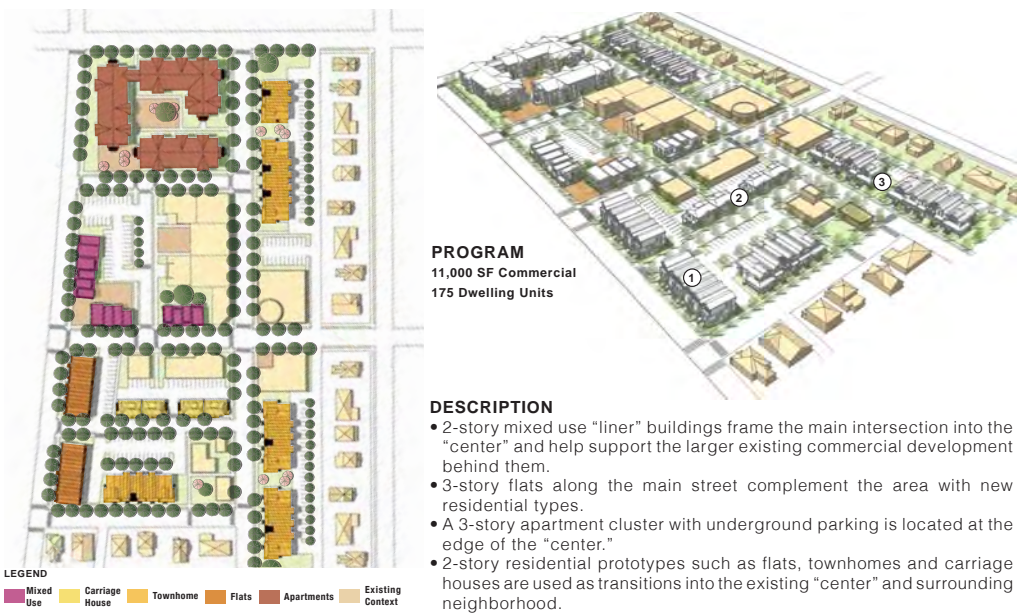 PROGRAM
11,000 SF Commercial
175 Dwelling Units
1
2
3
DESCRIPTION
• 2-story mixed use “liner” buildings frame the main intersection into the
“center” and help support the larger existing commercial development
behind them.
• 3-story flats along the main street complement the area with new
residential types.
• A 3-story apartment cluster with underground parking is located at the
edge of the “center.”
• 2-story residential prototypes such as flats, townhomes and carriage
houses are used as transitions into the existing “center” and surrounding
neighborhood.
LEGEND
Mixed
Use
Carriage
House
Townhome
Flats
Apartments
Existing
Context